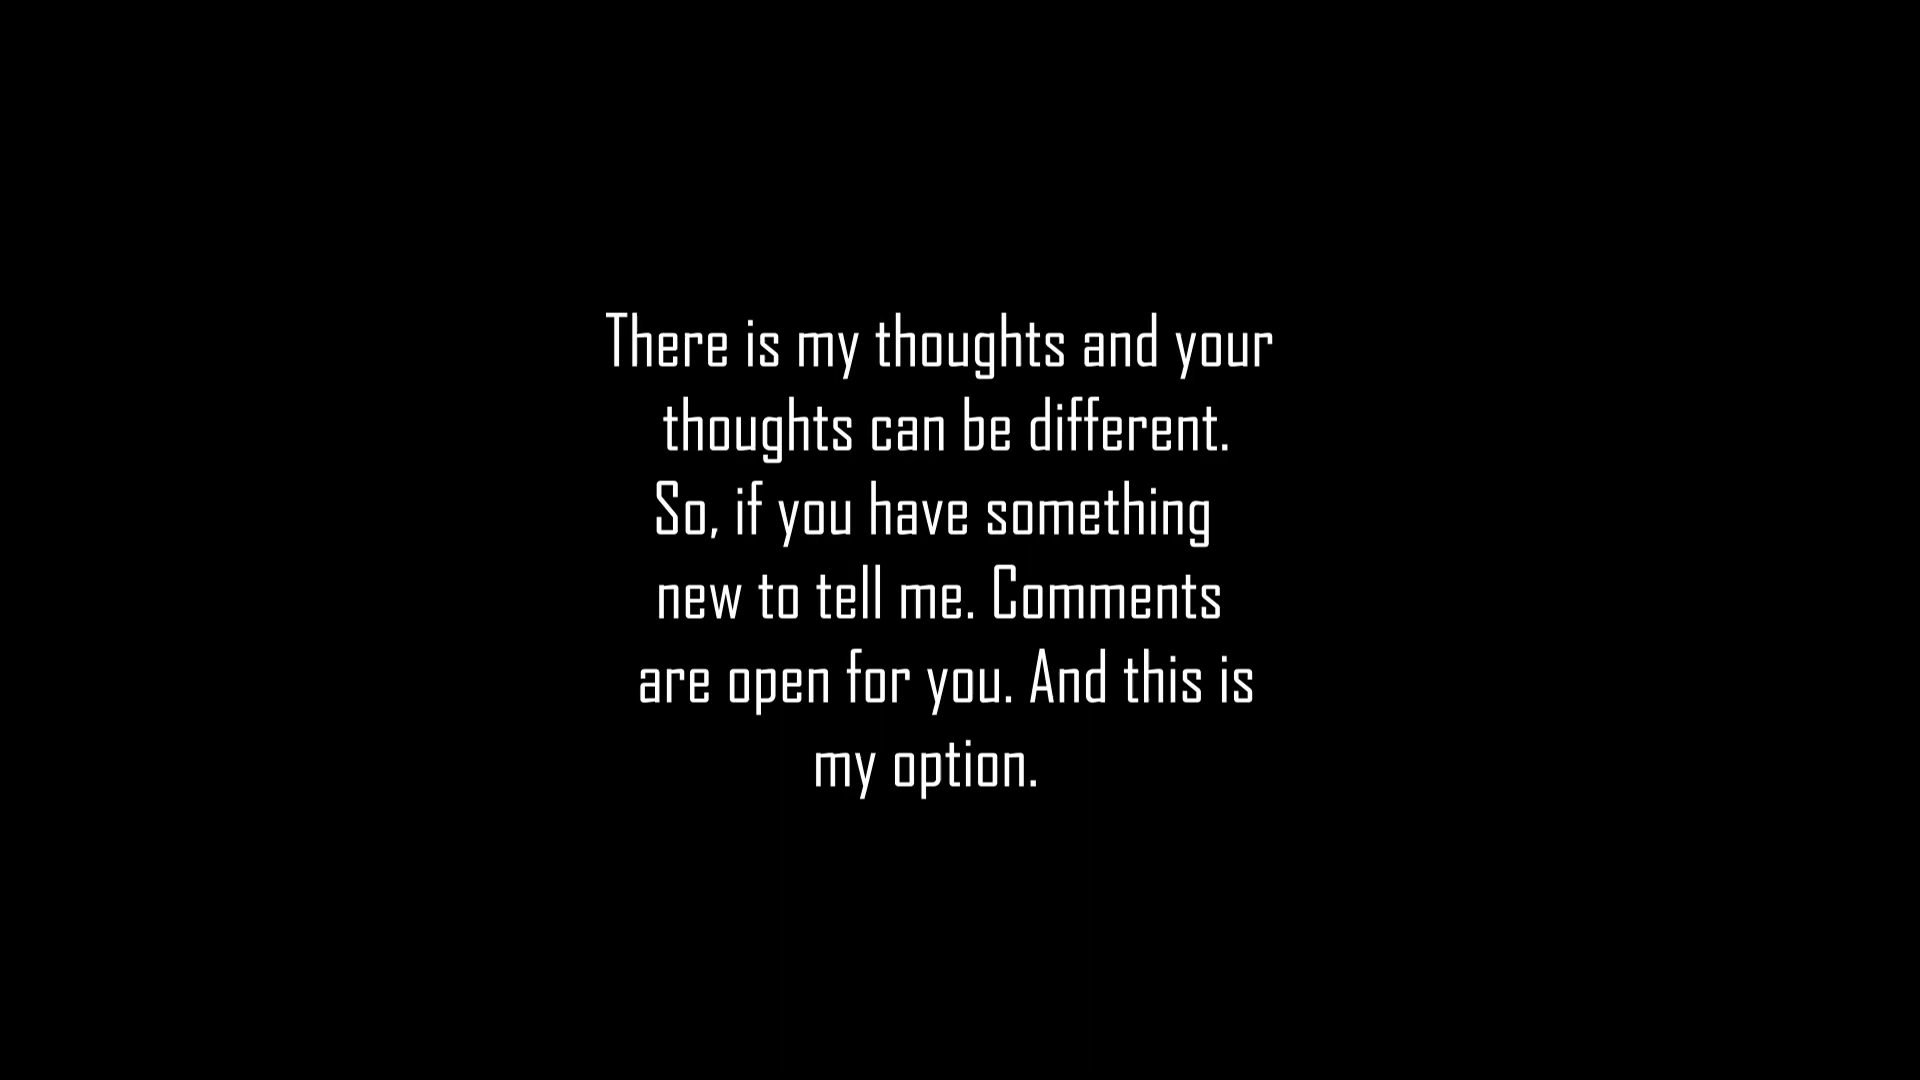 There is my thoughts and your
thoughts can be different.
So, if you have something
new to tell me. Comments
are open for you. And this is
my option.